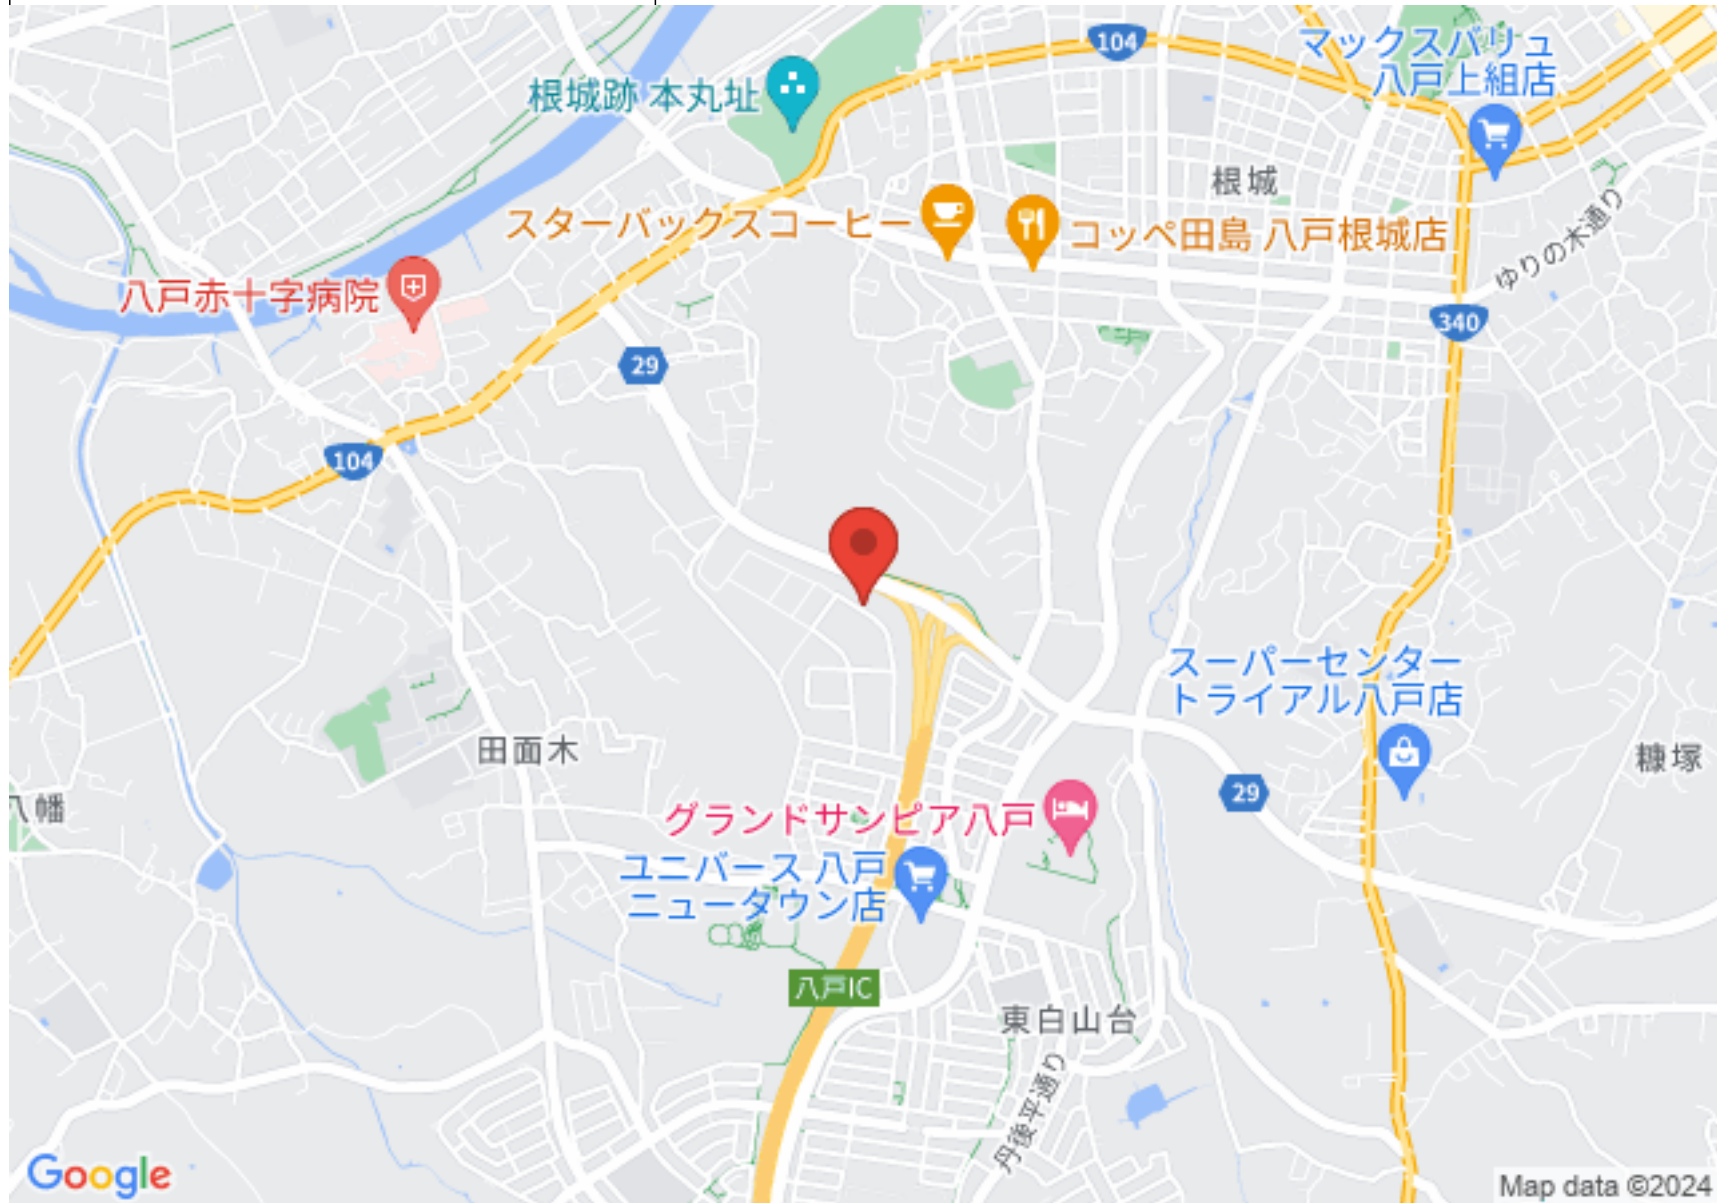 104
マックスバリュ
八戸上組店
根城跡 本丸址
根城
スターバックスコーヒー
コッペ田島 八戸根城店
ゆりの木通り
八戸赤十字病院
340
29
104
スーパーセンター
トライアル八戸店
田面木
糠塚
29
八幡
グランドサンピア八戸
ユニバース 八戸
ニュータウン店
八戸IC
東白山台
丹後平通り
Google
Map data ©2024